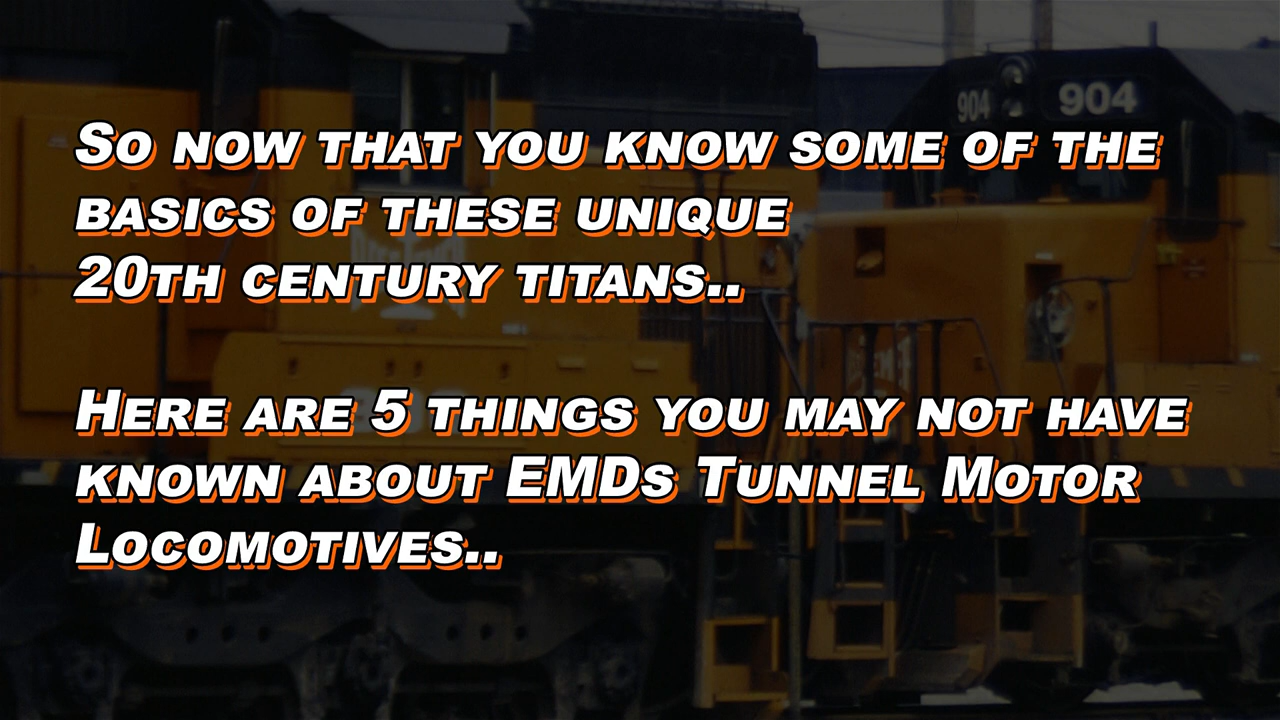 904 904
So now that you know some of the
basics of these unique
20th century titans..
Here are 5 things you may not have
known about EMDs Tunnel Motor
Locomotives..